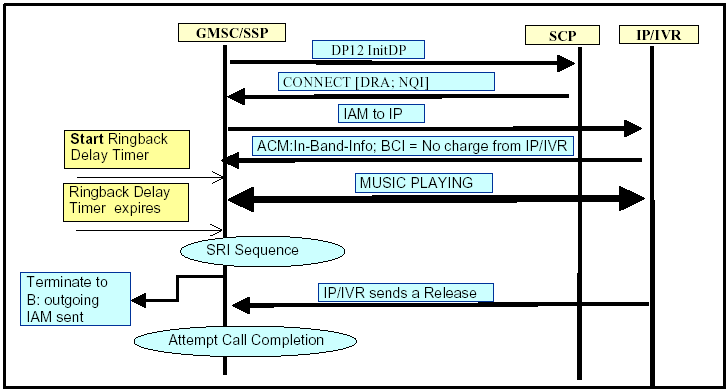 GMSC/SSP
SCP
IP/IVR
DP12 InitDP
CONNECT [DRA; NQI]
IAM to IP
Start Ringback
Delay Timer
ACM:In-Band-Info; BCI = No charge from IP/IVR
MUSIC PLAYING
Ringback Delay
Timer expires
SRI Sequence
Terminate to
B: outgoing
IAM sent
IP/IVR sends a Release
Attempt Call Completion